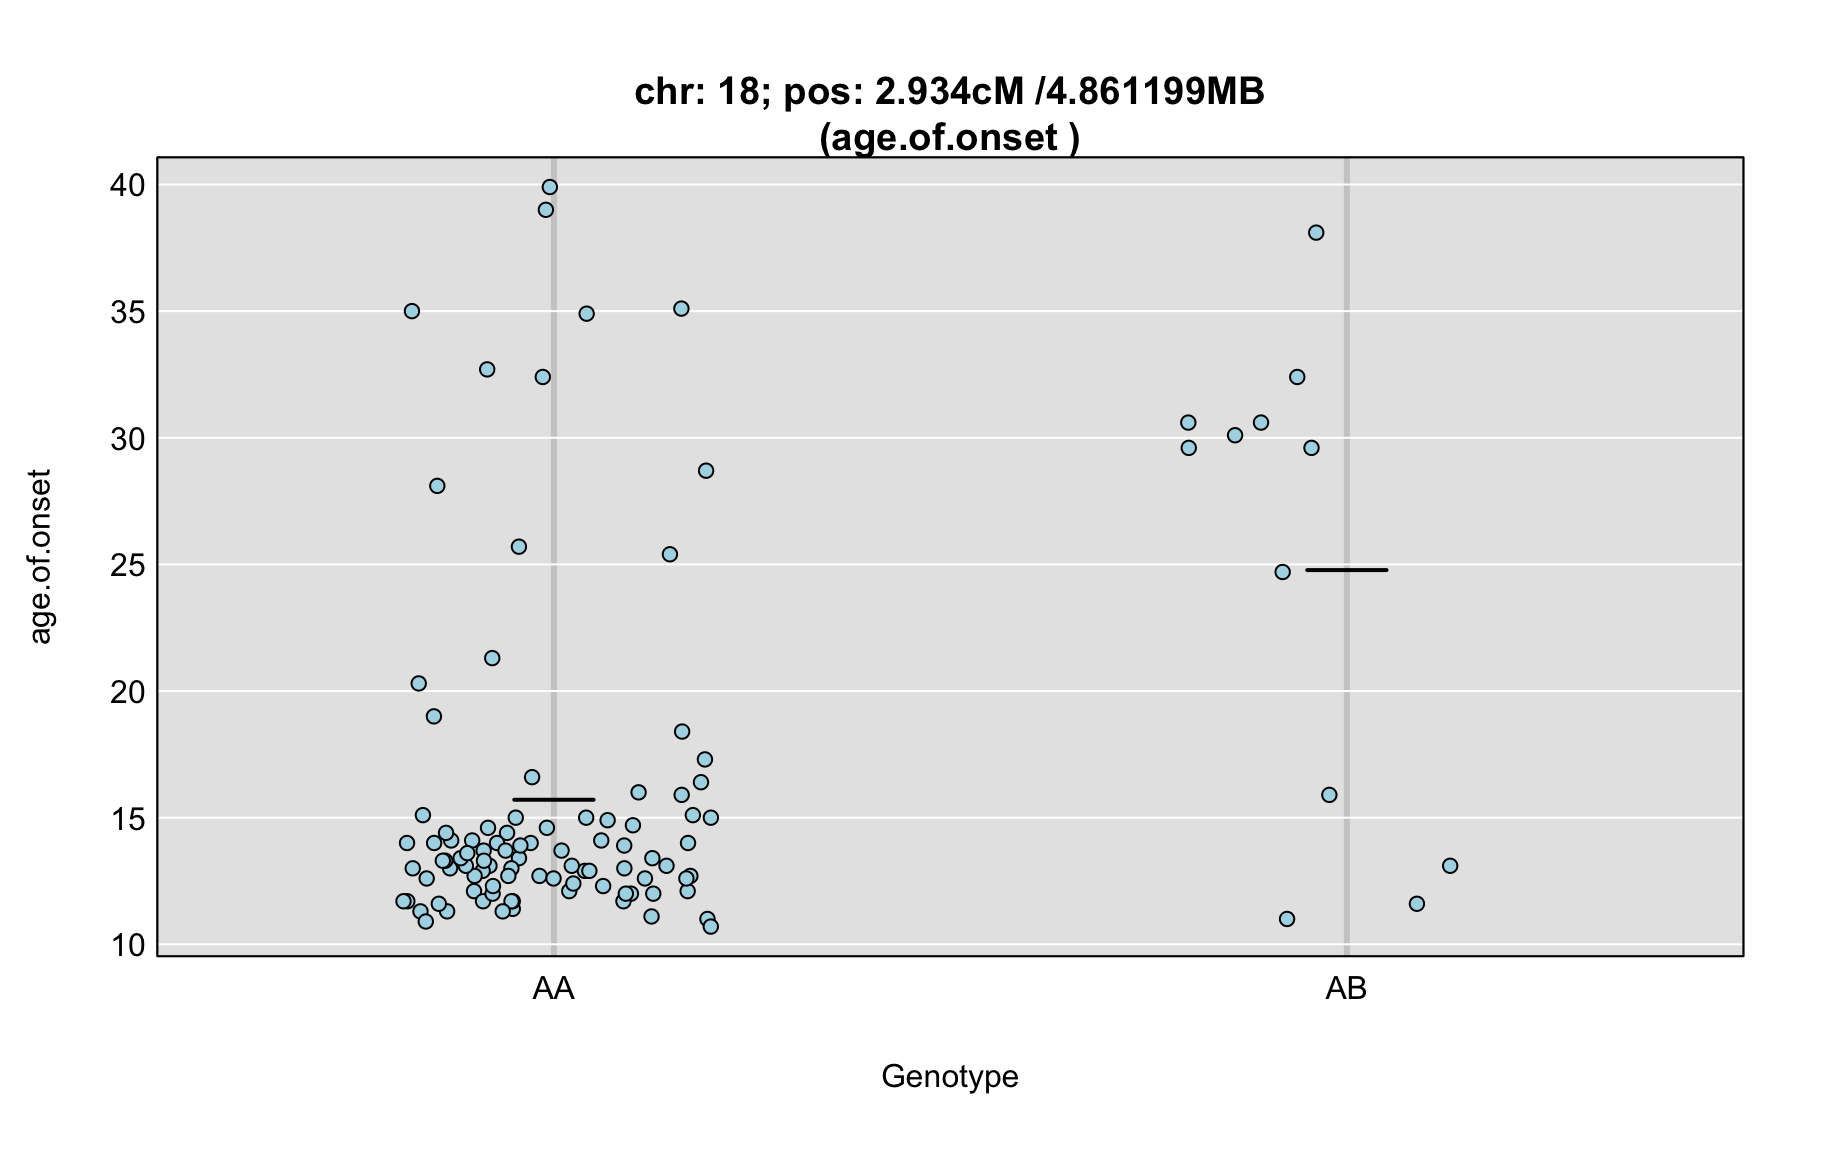 chr: 18; pos: 2.934cM /4.861199MB
(age.of.onset )
40
35
30
25
20
15
10
age.of.onset
AA
AB
Genotype